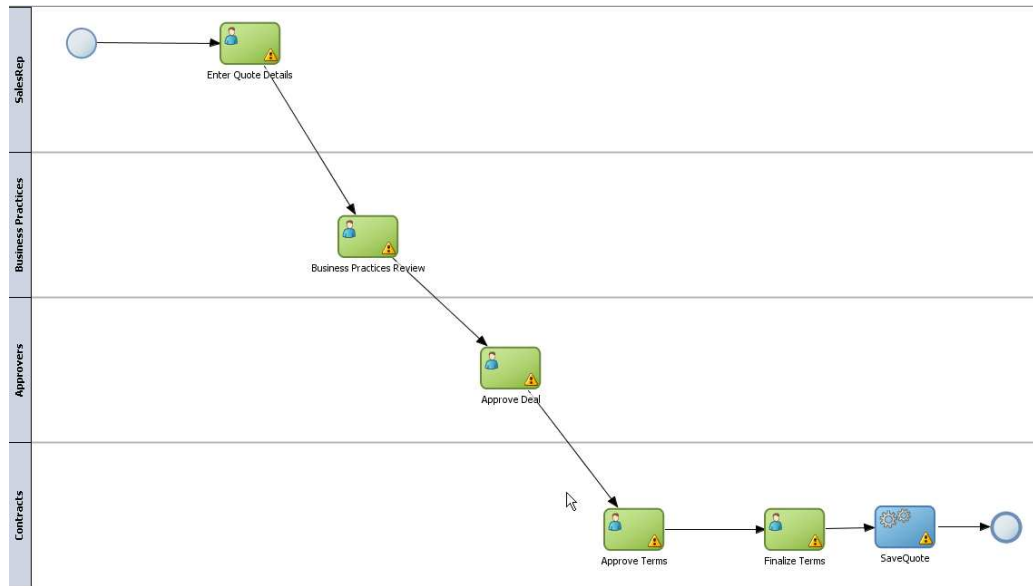 SalesRep
Enter Quote Details
Business Practices
Business Practices Review
Approvers
Approve Deal
Contracts
Approve Terms
Finalize Terms
SaveQuote